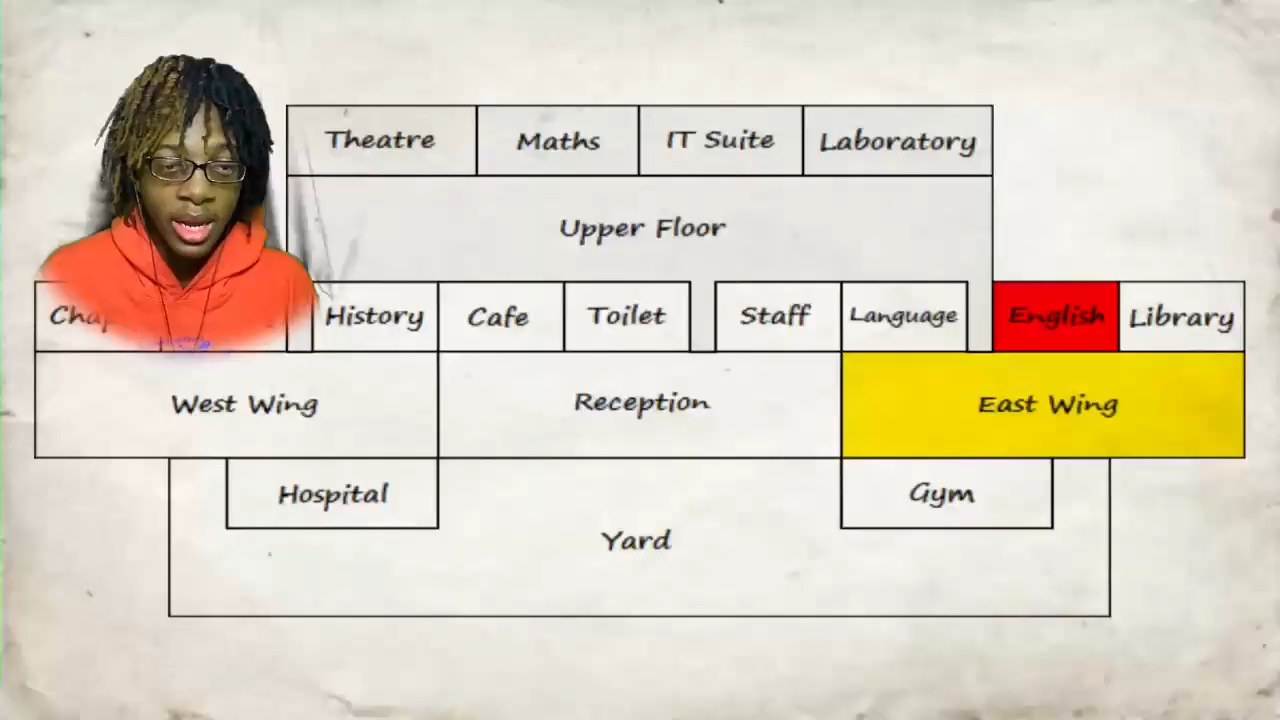 Theatre Maths IT Suite Laboratory
Upper Floor
History Cafe Toilet Staff Language English Library
West Wing Reception East Wing
Hospital Gym
Yard